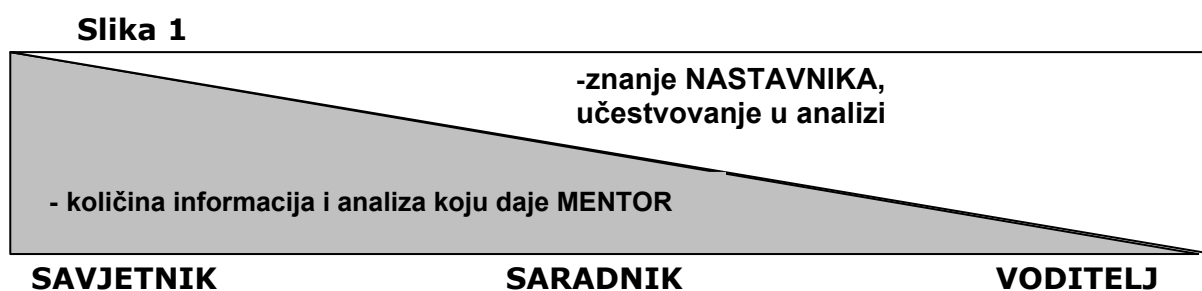 Slika 1
-znanje NASTAVNIKA,
učestvovanje u analizi
- količina informacija i analiza koju daje MENTOR
SAVJETNIK SARADNIK VODITELJ